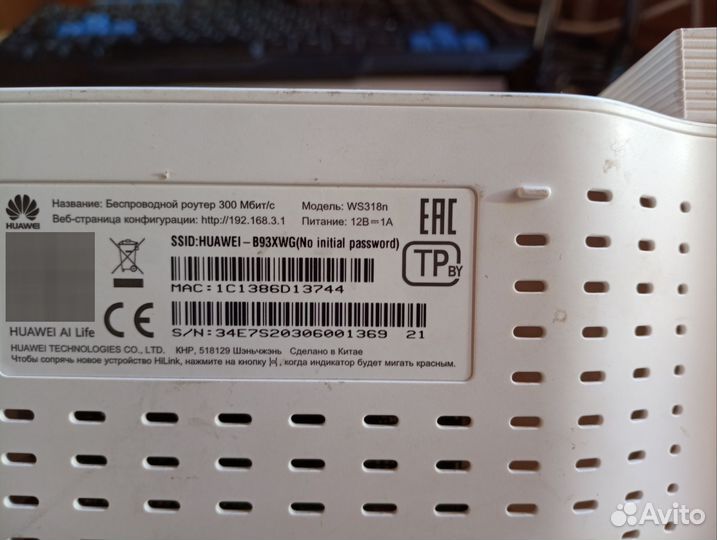 HUAWEI
Название: Беспроводной роутер 300 Мбит/с Модель: WS318n
Веб-страница конфигурации: http://192.168.3.1 Питание: 12В⎓1А
EAC
SSID:HUAWEI-B93XWG(No initial password)
TP BY
MAC:1C1386D13744
CE
S/N:34E7S20306001369 21
HUAWEI AI Life
HUAWEI TECHNOLOGIES CO., LTD. КНР, 518129 Шэньчжэнь Сделано в Китае
Чтобы сопрячь новое устройство HiLink, нажмите на кнопку, когда индикатор будет мигать красным.
Avito